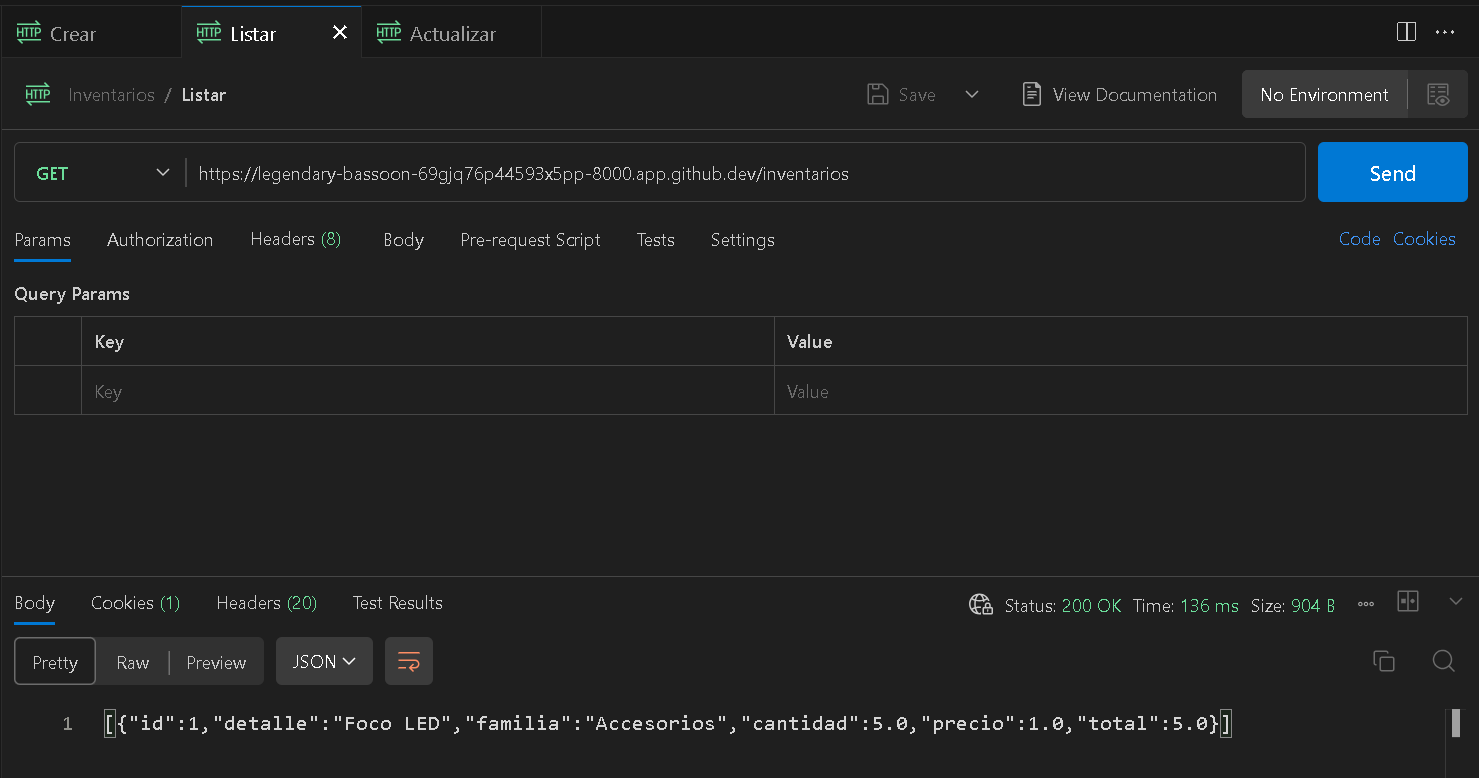 HTTP Crear HTTP Listar HTTP Actualizar
HTTP Inventarios / Listar Save View Documentation No Environment
GET https://legendary-bassoon-69gjq76p44593x5pp-8000.app.github.dev/inventarios Send
Params Authorization Headers (8) Body Pre-request Script Tests Settings Code Cookies
Query Params
Key Value
Key Value
Body Cookies (1) Headers (20) Test Results Status: 200 OK Time: 136 ms Size: 904 B
Pretty Raw Preview JSON
1 [{"id":1,"detalle":"Foco LED","familia":"Accesorios","cantidad":5.0,"precio":1.0,"total":5.0}]